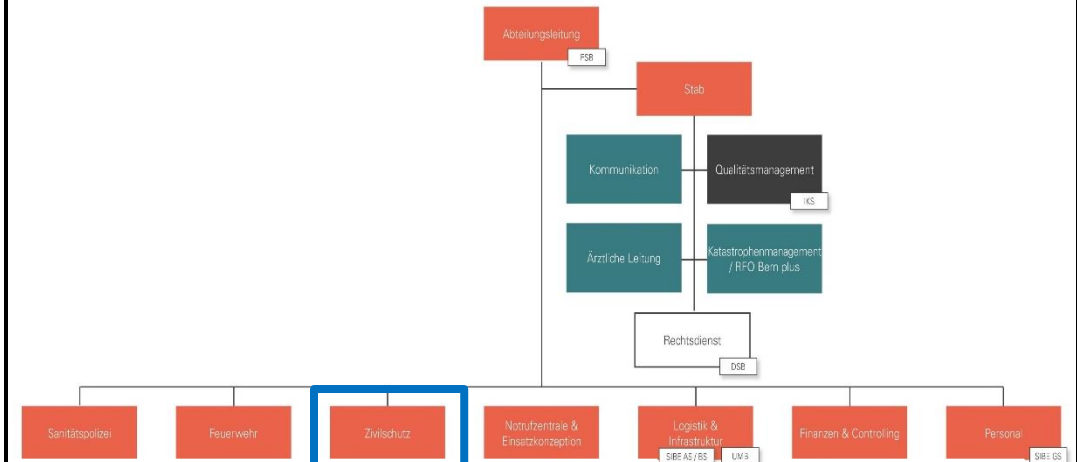 Abteilungsleitung
FSB
Stab
Kommunikation
Qualitätsmanagement
IKS
Ärztliche Leitung
Katastrophenmanagement
/ RFO Bern plus
Rechtsdienst
DSB
Sanitätspolizei
Feuerwehr
Zivilschutz
Notrufzentrale &
Einsatzkonzeption
Logistik &
Infrastruktur
SIBE AS / BS
UMB
Finanzen & Controlling
Personal
SIBE GS